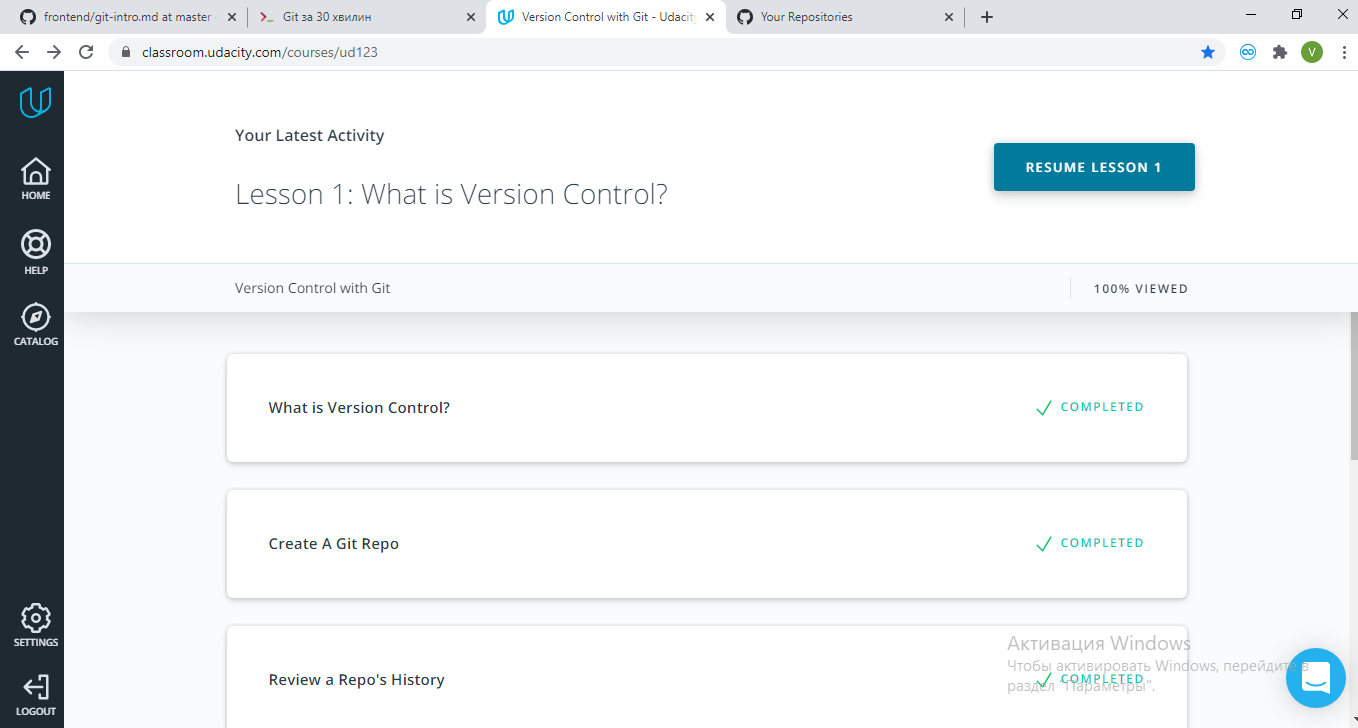 frontend/git-intro.md at master
Git за 30 хвилин
Version Control with Git - Udacity
Your Repositories
classroom.udacity.com/courses/ud123
V
HOME
HELP
CATALOG
SETTINGS
LOGOUT
Your Latest Activity
RESUME LESSON 1
Lesson 1: What is Version Control?
Version Control with Git
100% VIEWED
What is Version Control?
COMPLETED
Create A Git Repo
COMPLETED
Review a Repo's History
COMPLETED
Активация Windows
Чтобы активировать Windows, перейдите в
раздел "Параметры".